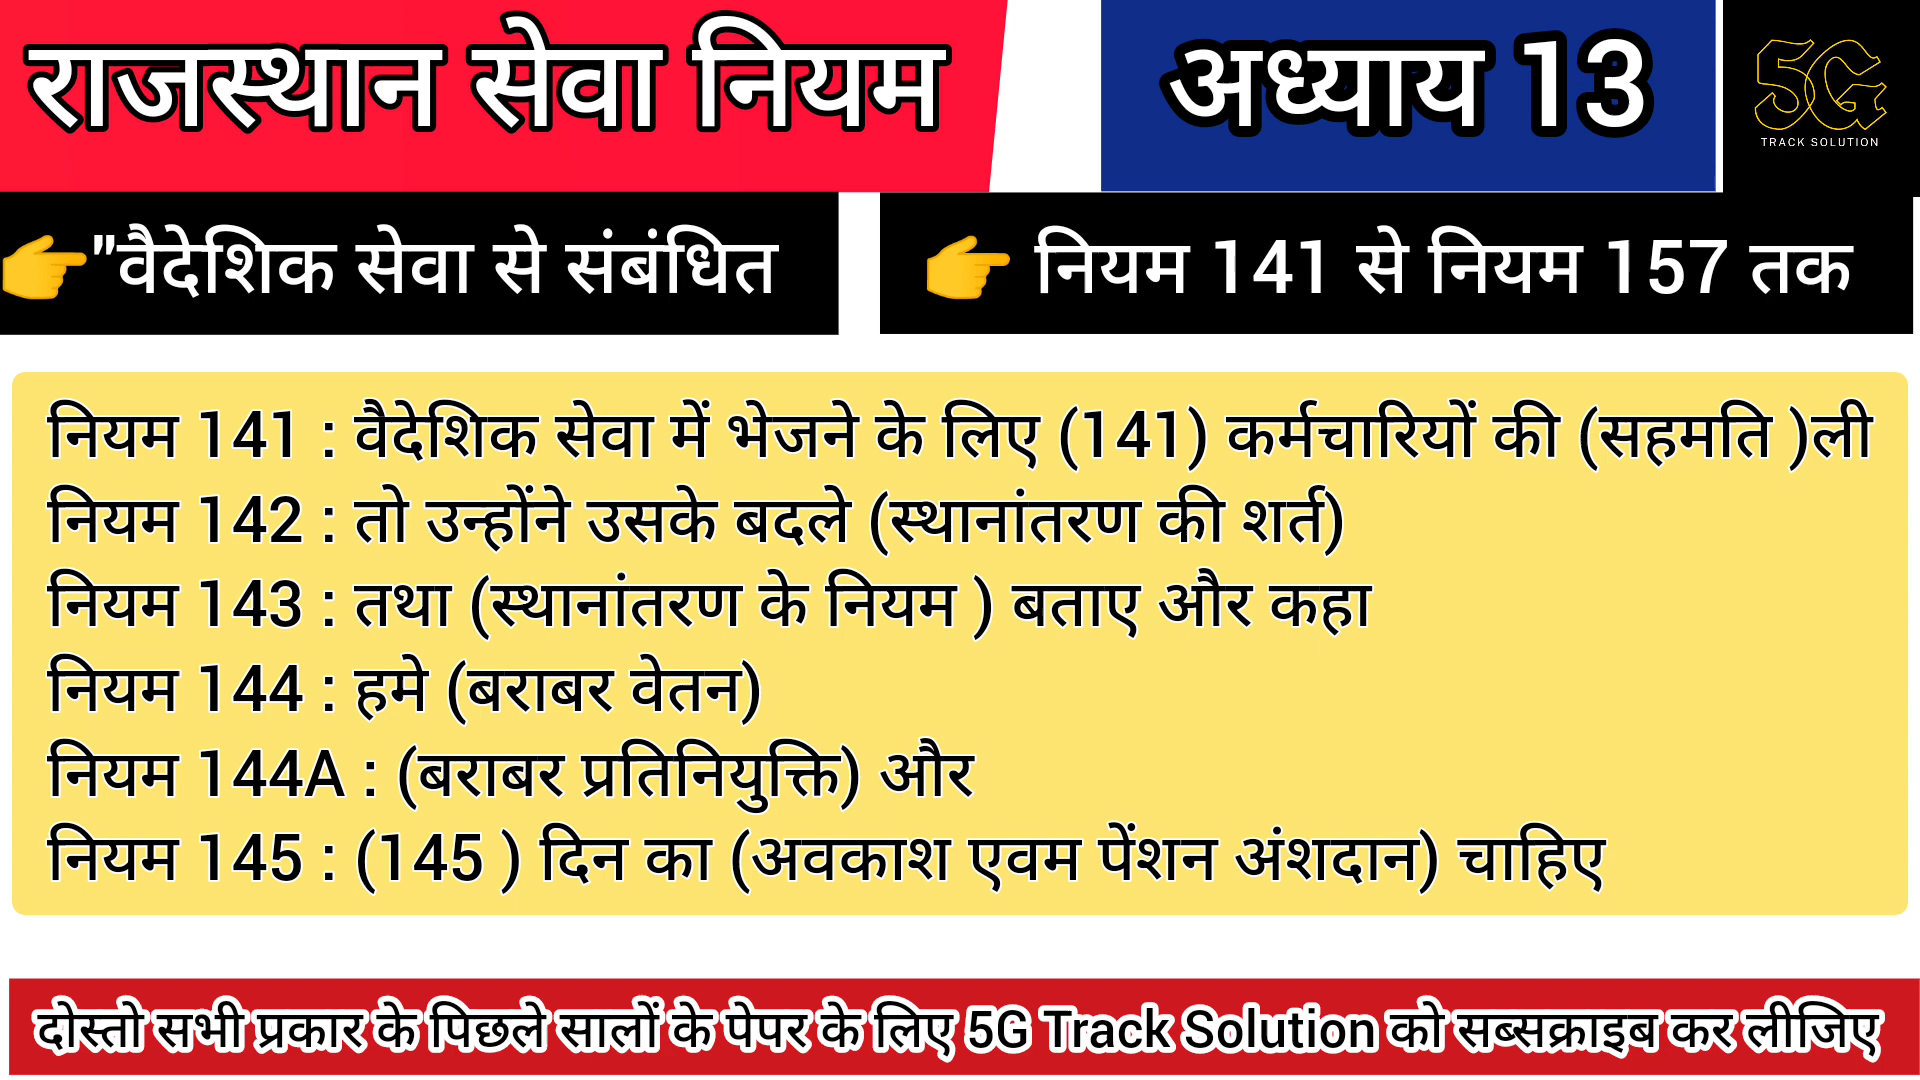 राजस्थान सेवा नियम
अध्याय 13
5G
TRACK SOLUTION
👉"वैदेशिक सेवा से संबंधित
👉 नियम 141 से नियम 157 तक
नियम 141 : वैदेशिक सेवा में भेजने के लिए (141) कर्मचारियों की (सहमति )ली
नियम 142 : तो उन्होंने उसके बदले (स्थानांतरण की शर्त)
नियम 143 : तथा (स्थानांतरण के नियम ) बताए और कहा
नियम 144 : हमे (बराबर वेतन)
नियम 144A : (बराबर प्रतिनियुक्ति) और
नियम 145 : (145 ) दिन का (अवकाश एवम पेंशन अंशदान) चाहिए
दोस्तो सभी प्रकार के पिछले सालों के पेपर के लिए 5G Track Solution को सब्सक्राइब कर लीजिए